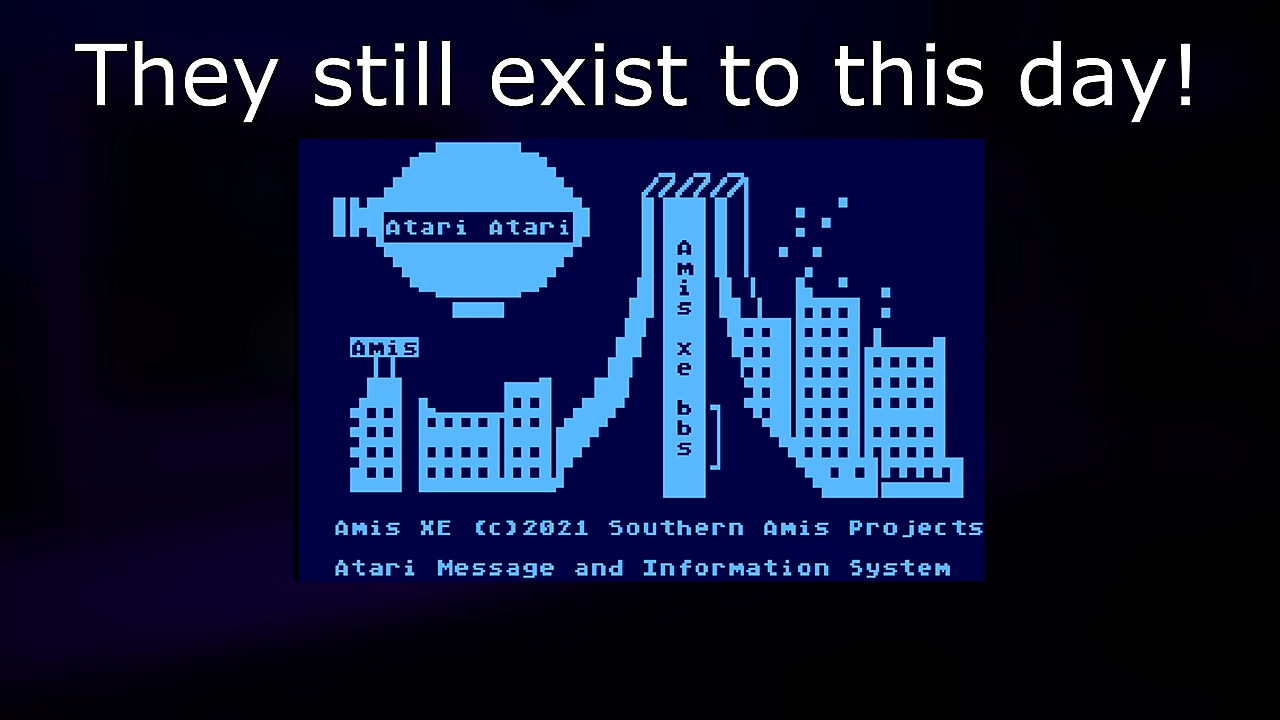 They still exist to this day!
Atari Atari
Amis xe bbs
Amis
Amis XE (c)2021 Southern Amis Projects
Atari Message and Information System